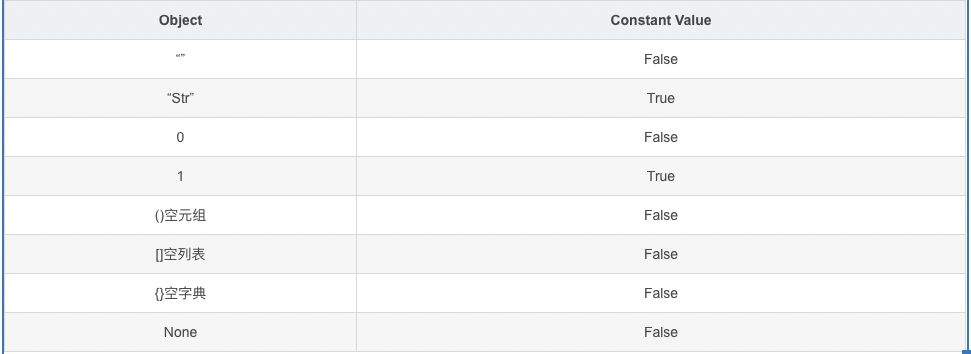 Object Constant Value
“” False
“Str” True
0 False
1 True
()空元组 False
[]空列表 False
{}空字典 False
None False